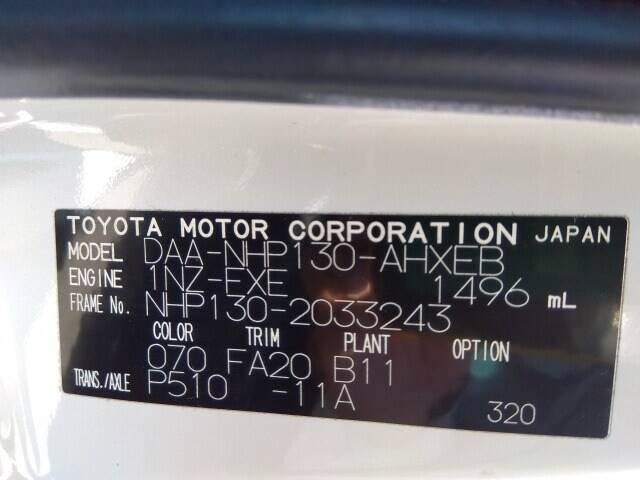 TOYOTA MOTOR CORPORATION JAPAN
MODEL DAA-NHP130-AHXEB
ENGINE 1NZ-EXE 1496 mL
FRAME No. NHP130-2033243
COLOR TRIM PLANT OPTION
070 FA20 B11
TRANS./AXLE P510 -11A
320